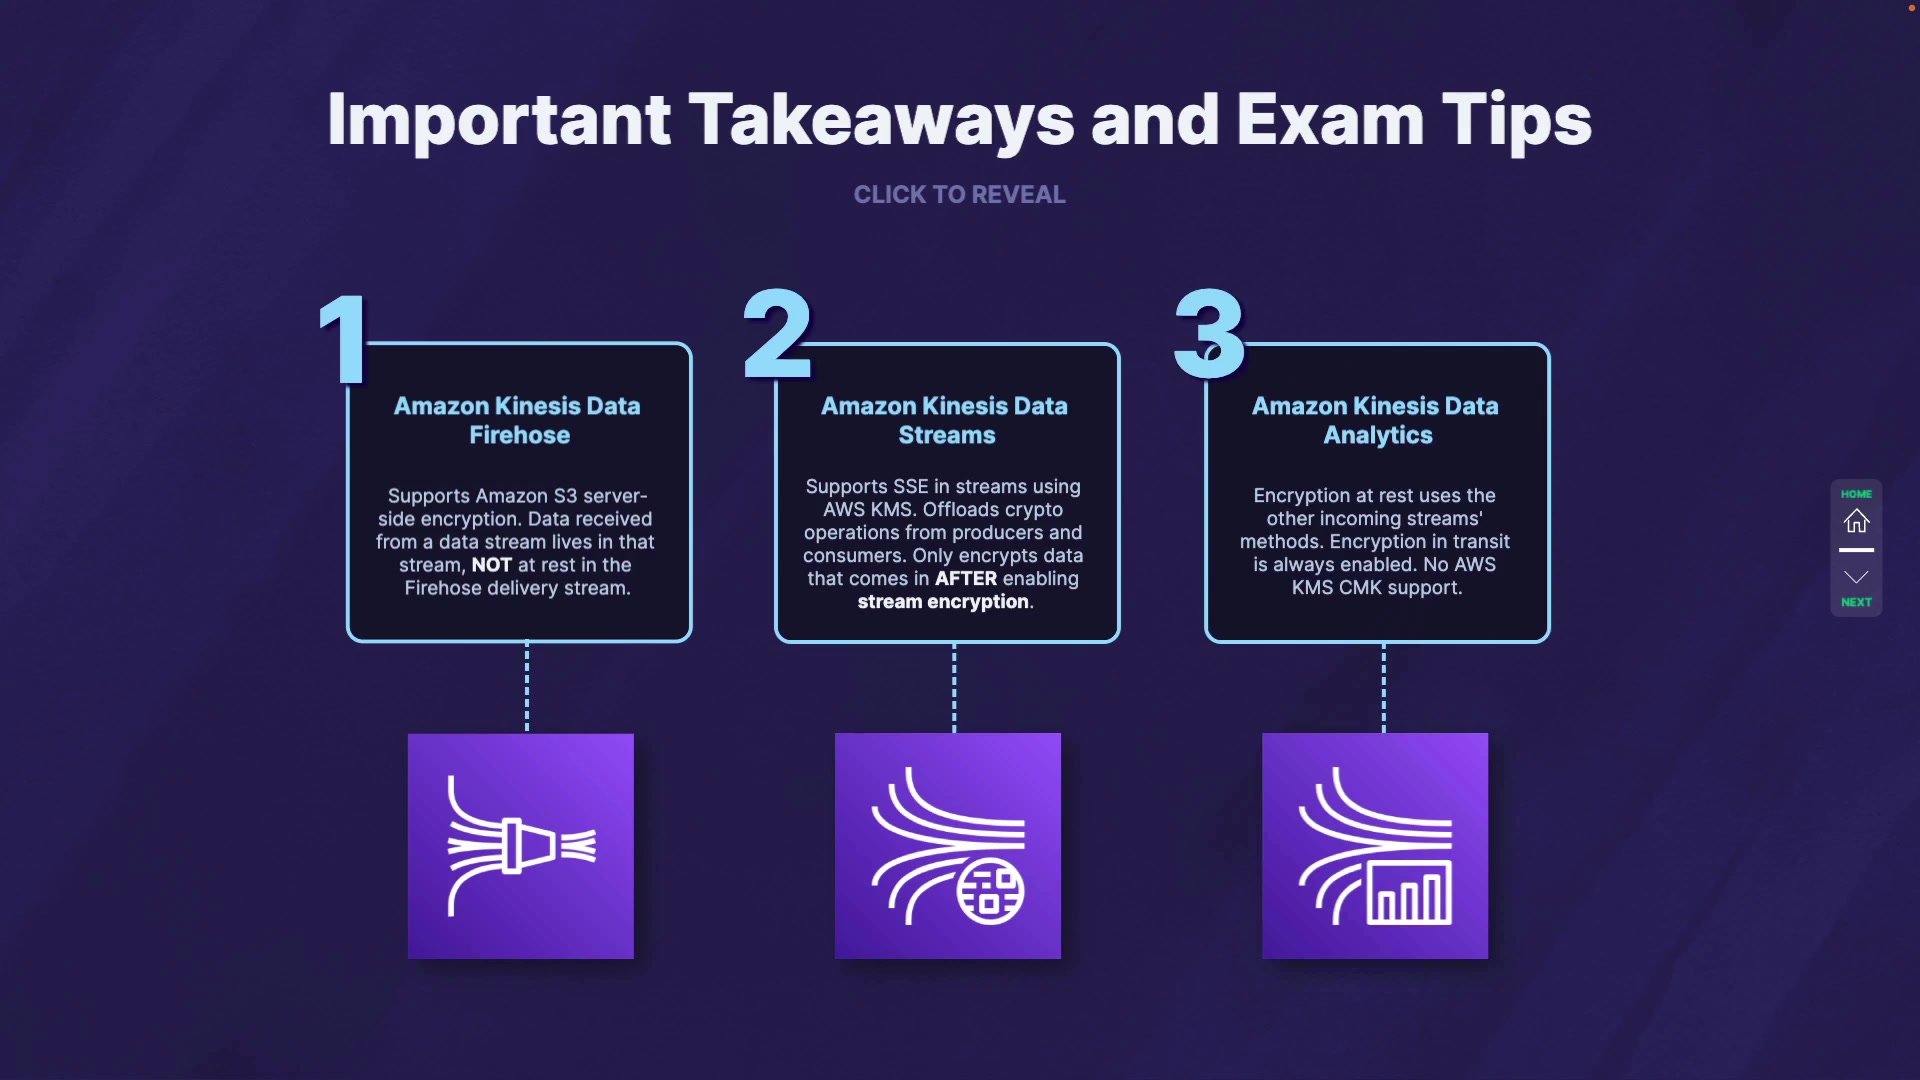 Important Takeaways and Exam Tips
CLICK TO REVEAL
1
Amazon Kinesis Data
Firehose
Supports Amazon S3 server-
side encryption. Data received
from a data stream lives in that
stream, NOT at rest in the
Firehose delivery stream.
2
Amazon Kinesis Data
Streams
Supports SSE in streams using
AWS KMS. Offloads crypto
operations from producers and
consumers. Only encrypts data
that comes in AFTER enabling
stream encryption.
3
Amazon Kinesis Data
Analytics
Encryption at rest uses the
other incoming streams'
methods. Encryption in transit
is always enabled. No AWS
KMS CMK support.
HOME
NEXT